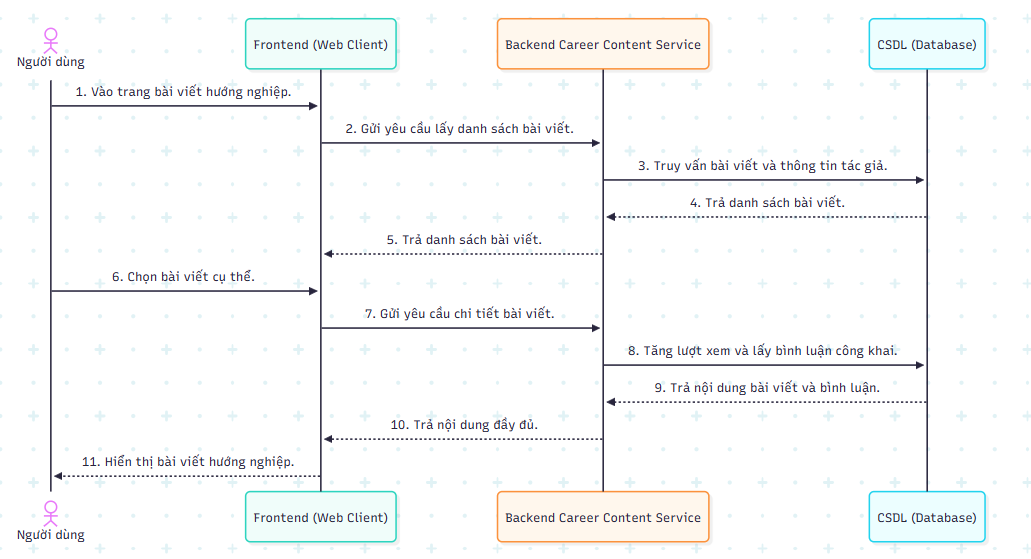 Người dùng
Frontend (Web Client)
Backend Career Content Service
CSDL (Database)
1. Vào trang bài viết hướng nghiệp.
2. Gửi yêu cầu lấy danh sách bài viết.
3. Truy vấn bài viết và thông tin tác giả.
4. Trả danh sách bài viết.
5. Trả danh sách bài viết.
6. Chọn bài viết cụ thể.
7. Gửi yêu cầu chi tiết bài viết.
8. Tăng lượt xem và lấy bình luận công khai.
9. Trả nội dung bài viết và bình luận.
10. Trả nội dung đầy đủ.
11. Hiển thị bài viết hướng nghiệp.
Người dùng
Frontend (Web Client)
Backend Career Content Service
CSDL (Database)